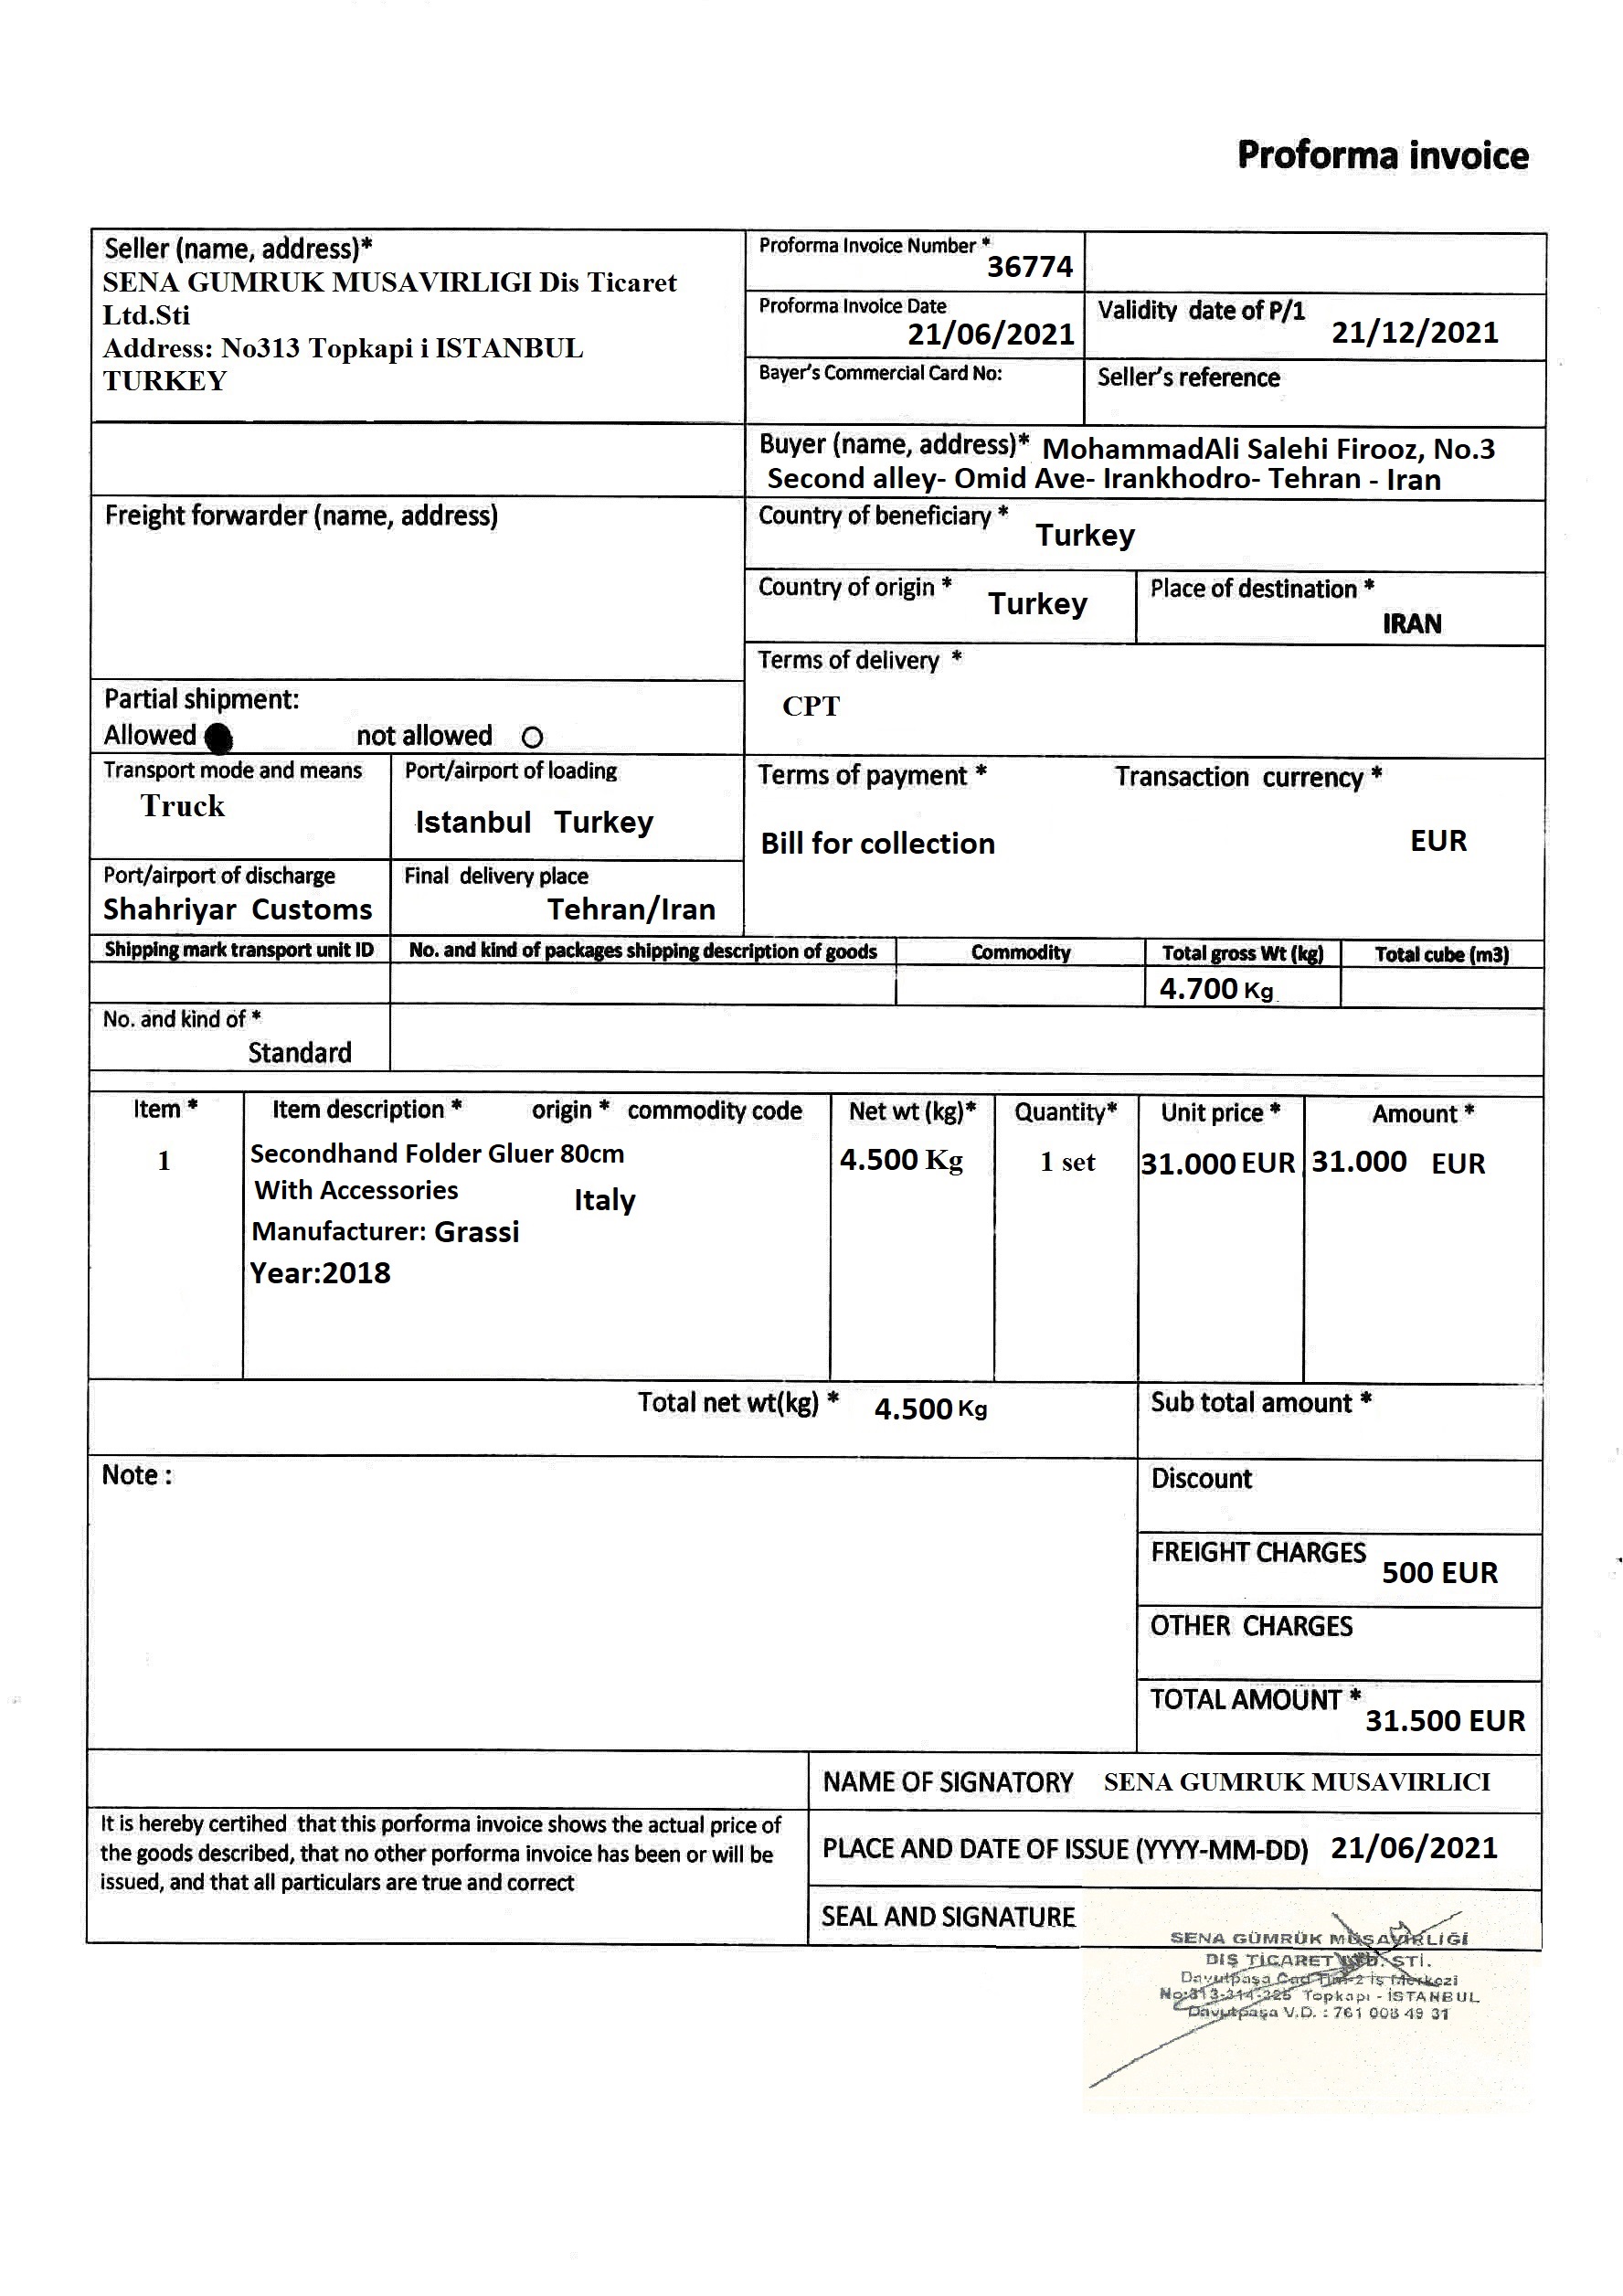 Proforma invoice
Seller (name, address)*
SENA GUMRUK MUSAVIRLIGI Dis Ticaret
Ltd.Sti
Address: No313 Topkapi i ISTANBUL
TURKEY
Proforma Invoice Number *
36774
Proforma Invoice Date
21/06/2021
Validity date of P/1
21/12/2021
Bayer's Commercial Card No:
Seller's reference
Buyer (name, address)* MohammadAli Salehi Firooz, No.3
Second alley- Omid Ave- Irankhodro- Tehran - Iran
Freight forwarder (name, address)
Country of beneficiary *
Turkey
Country of origin *
Turkey
Place of destination *
IRAN
Terms of delivery *
CPT
Partial shipment:
Allowed not allowed
Transport mode and means
Truck
Port/airport of loading
Istanbul Turkey
Terms of payment * Transaction currency *
Bill for collection EUR
Port/airport of discharge
Shahriyar Customs
Final delivery place
Tehran/Iran
Shipping mark transport unit ID No. and kind of packages shipping description of goods Commodity Total gross Wt (kg) Total cube (m3)
4.700 Kg
No. and kind of *
Standard
Item * Item description * origin * commodity code Net wt (kg)* Quantity* Unit price * Amount *
1 Secondhand Folder Gluer 80cm 4.500 Kg 1 set 31.000 EUR 31.000 EUR
With Accessories Italy
Manufacturer: Grassi
Year:2018
Total net wt(kg) * 4.500 Kg
Sub total amount *
Note :
Discount
FREIGHT CHARGES
500 EUR
OTHER CHARGES
TOTAL AMOUNT *
31.500 EUR
NAME OF SIGNATORY SENA GUMRUK MUSAVIRLICI
It is hereby certihed that this porforma invoice shows the actual price of
the goods described, that no other porforma invoice has been or will be
issued, and that all particulars are true and correct
PLACE AND DATE OF ISSUE (YYYY-MM-DD) 21/06/2021
SEAL AND SIGNATURE
SENA GÜMRÜK MÜŞAVİRLİĞİ
DIŞ TİCARET LTD. ŞTİ.
Davutpaşa Cad Tim-2 İş Merkezi
No:313-314-325 Topkapı - İSTANBUL
Davutpaşa V.D. : 761 008 49 31